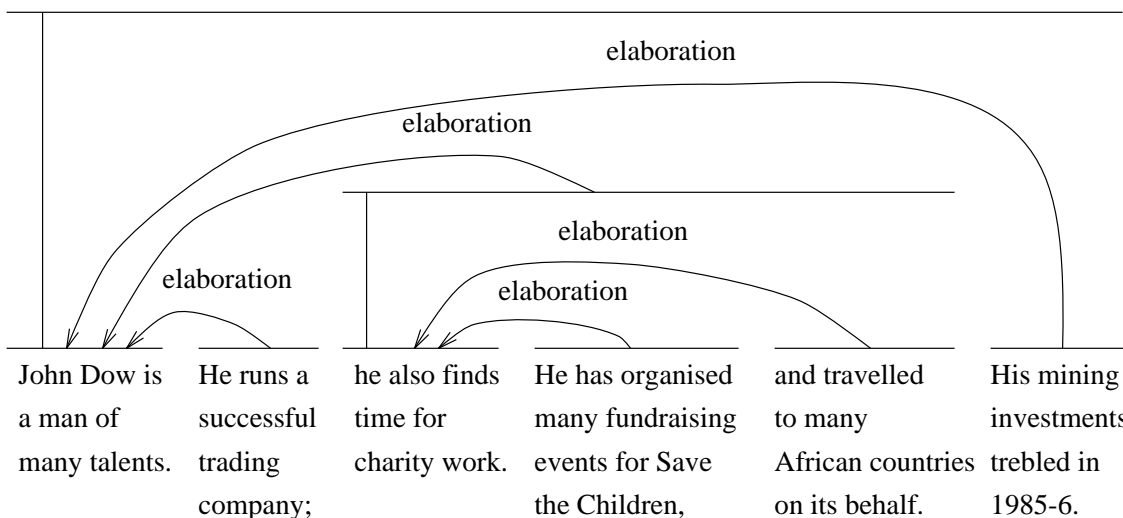 elaboration
elaboration
elaboration
elaboration
elaboration
John Dow is
a man of
many talents.
He runs a
successful
trading
company;
he also finds
time for
charity work.
He has organised
many fundraising
events for Save
the Children,
and travelled
to many
African countries
on its behalf.
His mining
investments
trebled in
1985-6.